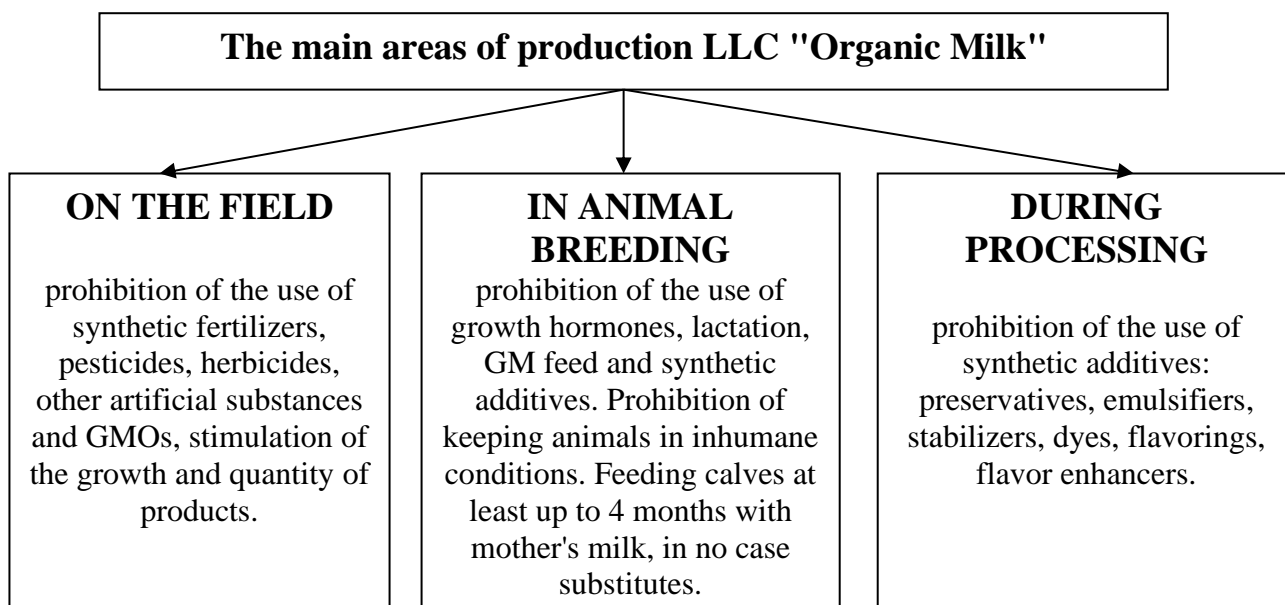 The main areas of production LLC "Organic Milk"
ON THE FIELD
prohibition of the use of
synthetic fertilizers,
pesticides, herbicides,
other artificial substances
and GMOs, stimulation of
the growth and quantity of
products.
IN ANIMAL
BREEDING
prohibition of the use of
growth hormones, lactation,
GM feed and synthetic
additives. Prohibition of
keeping animals in inhumane
conditions. Feeding calves at
least up to 4 months with
mother's milk, in no case
substitutes.
DURING
PROCESSING
prohibition of the use of
synthetic additives:
preservatives, emulsifiers,
stabilizers, dyes, flavorings,
flavor enhancers.